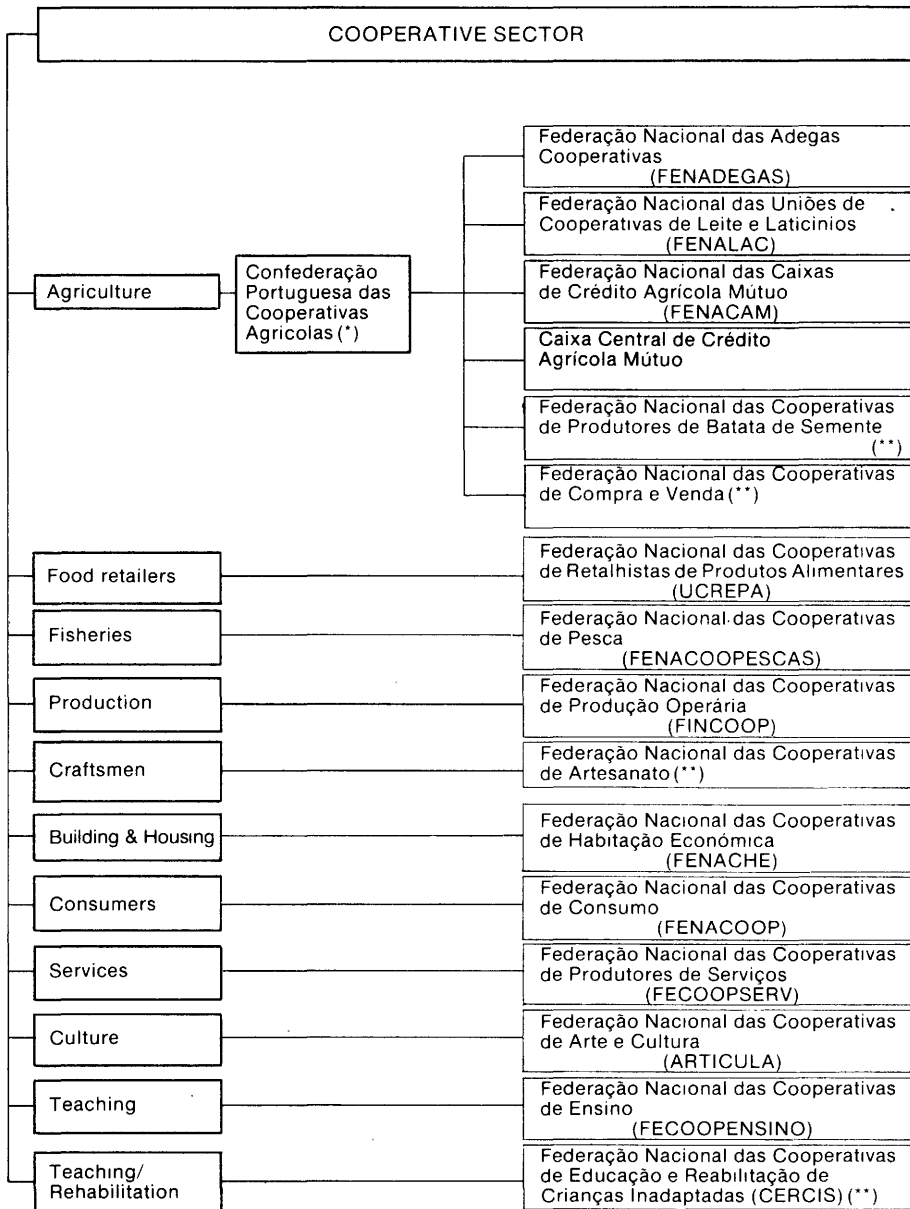 COOPERATIVE SECTOR
Federação Nacional das Adegas
Cooperativas
(FENADEGAS)
Federação Nacional das Uniões de
Cooperativas de Leite e Laticinios
(FENALAC)
Agriculture
Confederação
Portuguesa das
Cooperativas
Agricolas (*)
Federação Nacional das Caixas
de Crédito Agrícola Mútuo
(FENACAM)
Caixa Central de Crédito
Agrícola Mútuo
Federação Nacional das Cooperativas
de Produtores de Batata de Semente
(**)
Federação Nacional das Cooperativas
de Compra e Venda (**)
Food retailers
Federação Nacional das Cooperativas
de Retalhistas de Produtos Alimentares
(UCREPA)
Fisheries
Federação Nacional das Cooperativas
de Pesca
(FENACOOPESCAS)
Production
Federação Nacional das Cooperativas
de Produção Operária
(FINCOOP)
Craftsmen
Federação Nacional das Cooperativas
de Artesanato (**)
Building & Housing
Federação Nacional das Cooperativas
de Habitação Económica
(FENACHE)
Consumers
Federação Nacional das Cooperativas
de Consumo
(FENACOOP)
Services
Federação Nacional das Cooperativas
de Produtores de Serviços
(FECOOPSERV)
Culture
Federação Nacional das Cooperativas
de Arte e Cultura
(ARTICULA)
Teaching
Federação Nacional das Cooperativas
de Ensino
(FECOOPENSINO)
Teaching/
Rehabilitation
Federação Nacional das Cooperativas
de Educação e Reabilitação de
Crianças Inadaptadas (CERCIS) (**)